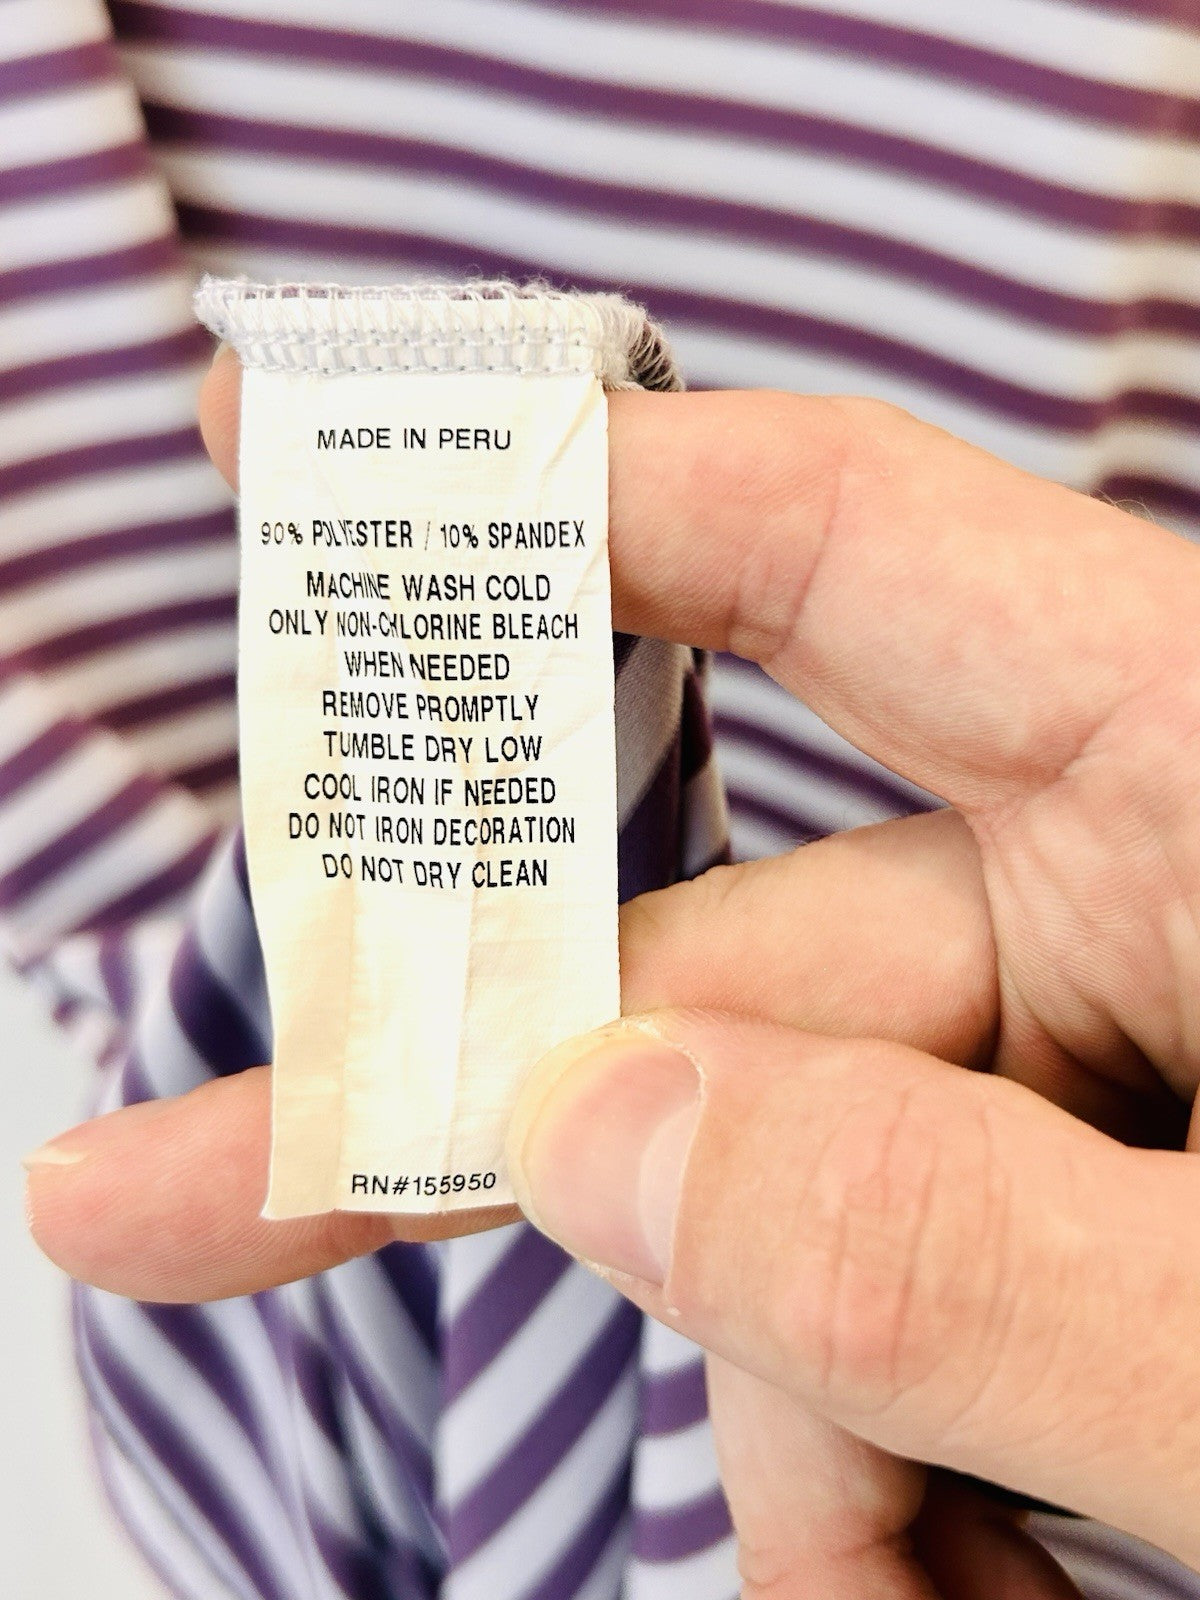 MADE IN PERU
90% POLYESTER / 10% SPANDEX
MACHINE WASH COLD
ONLY NON-CHLORINE BLEACH
WHEN NEEDED
REMOVE PROMPTLY
TUMBLE DRY LOW
COOL IRON IF NEEDED
DO NOT IRON DECORATION
DO NOT DRY CLEAN
RN#155950